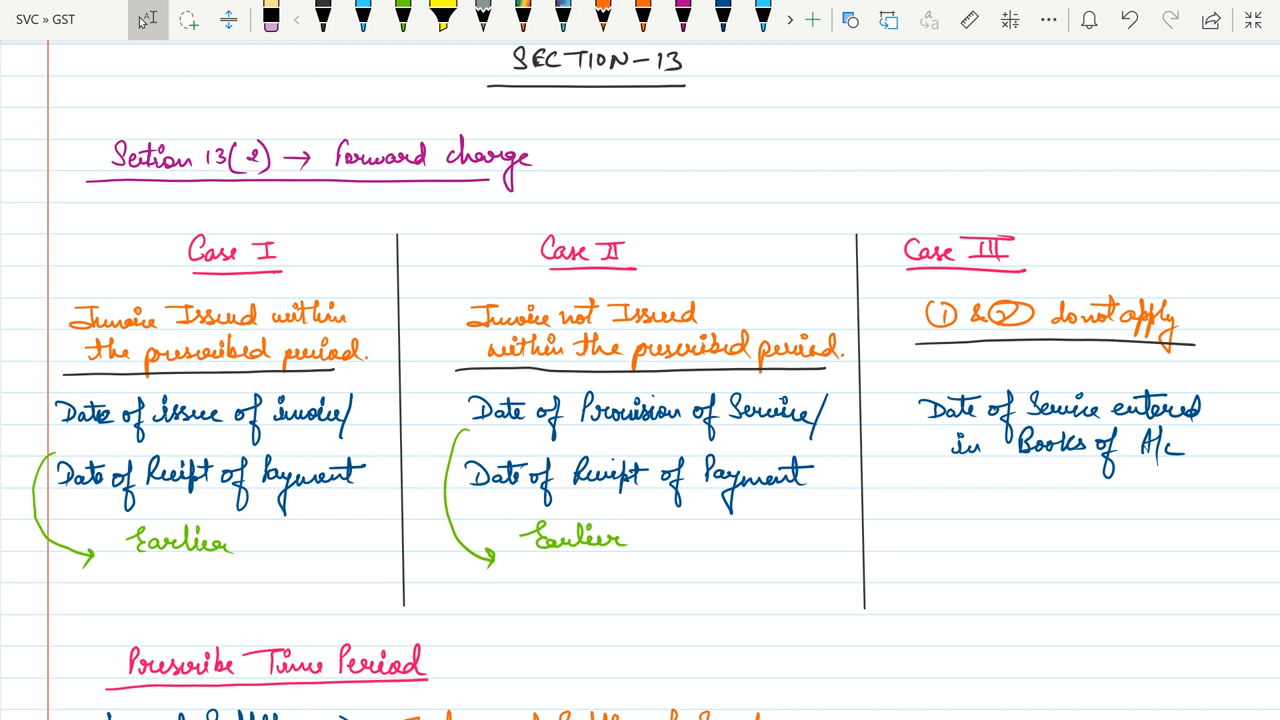 SVC » GST
SECTION-13
Section 13(2) → Forward charge
Case I
Invoice Issued within
the prescribed period.
Date of issue of invoice/
Date of Receipt of Payment
Earlier
Case II
Invoice not Issued
within the prescribed period.
Date of Provision of Service/
Date of Receipt of Payment
Earlier
Case III
(1) & (2) do not apply
Date of Service entered
in Books of A/c
Prescribe Time Period